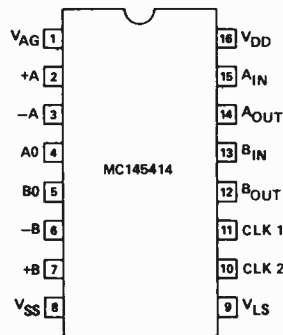 VAG 1 16 VDD
+A 2 15 AIN
−A 3 14 AOUT
A0 4 13 BIN
MC145414
B0 5 12 BOUT
−B 6 11 CLK 1
+B 7 10 CLK 2
VSS 8 9 VLS